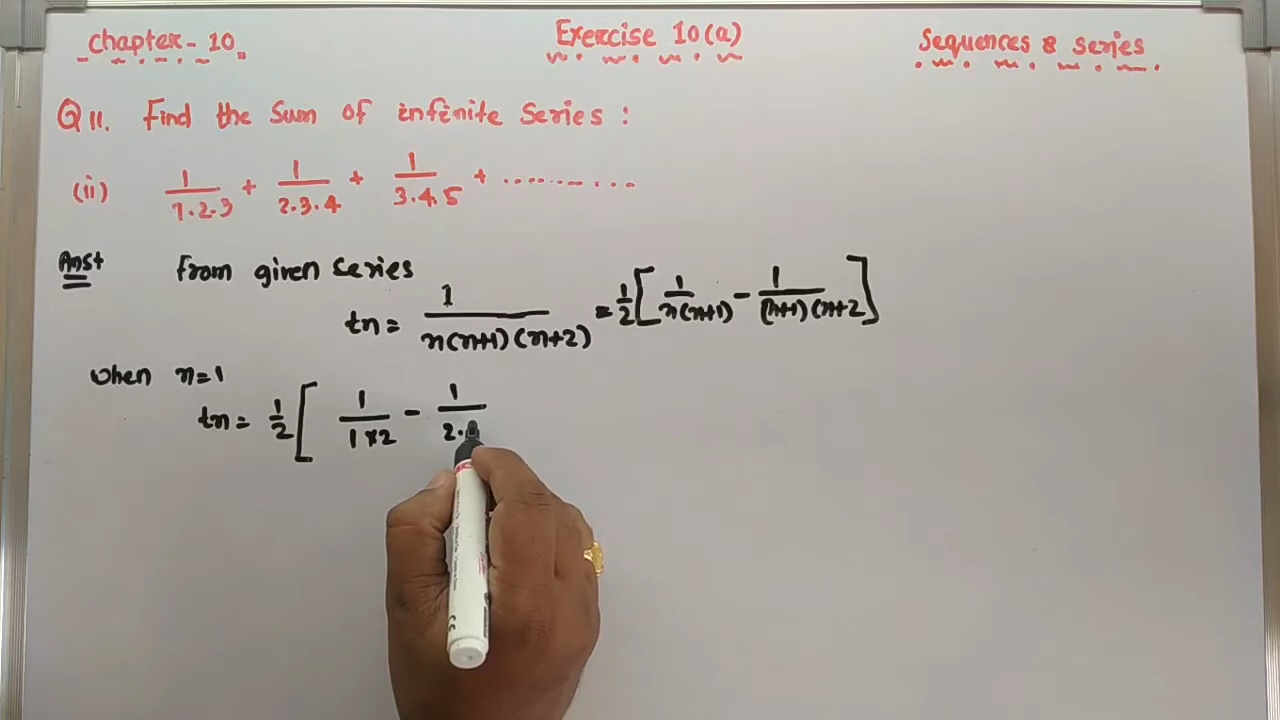 Chapter-10
Exercise 10(a)
Sequences & Series
Q11. Find the Sum of infinite Series :
(ii) 1/1.2.3 + 1/2.3.4 + 1/3.4.5 + ...........
Ans: From given Series
tn = 1/n(n+1)(n+2) = 1/2 [ 1/n(n+1) - 1/(n+1)(n+2 ]
When n=1
tn = 1/2 [ 1/1×2 - 1/2.